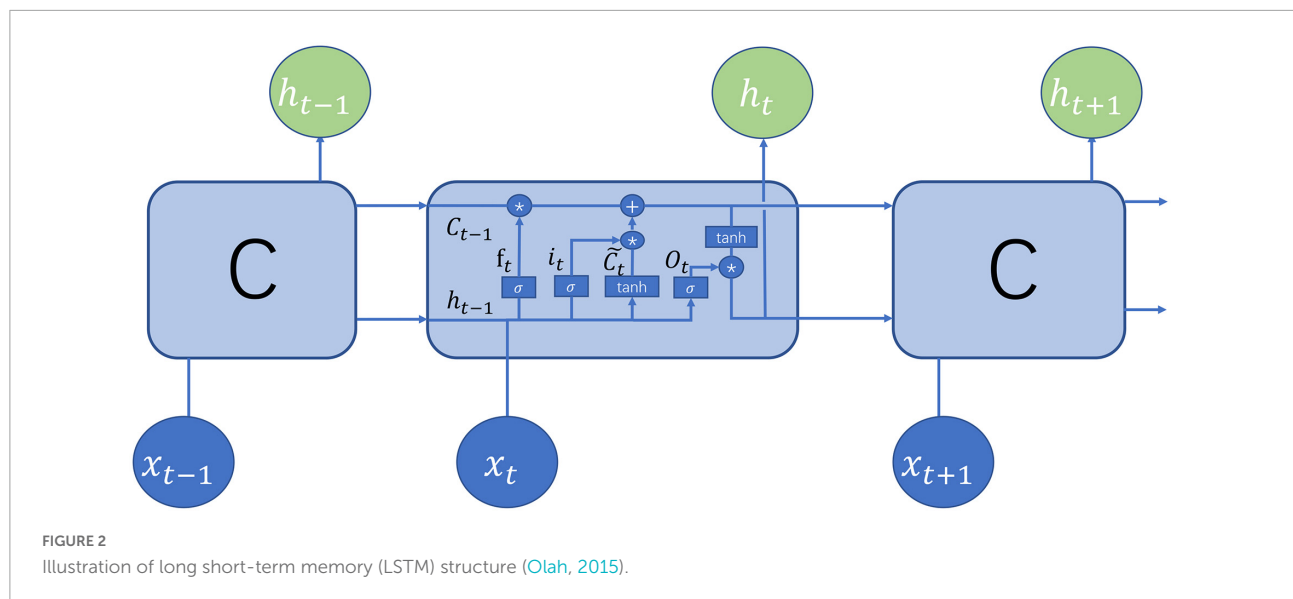 h_{t−1} h_t h_{t+1}
C C
* +
C_{t−1} * tanh
f_t i_t C̃_t O_t *
σ σ tanh σ
h_{t−1}
x_{t−1} x_t x_{t+1}
FIGURE 2
Illustration of long short-term memory (LSTM) structure (Olah, 2015).